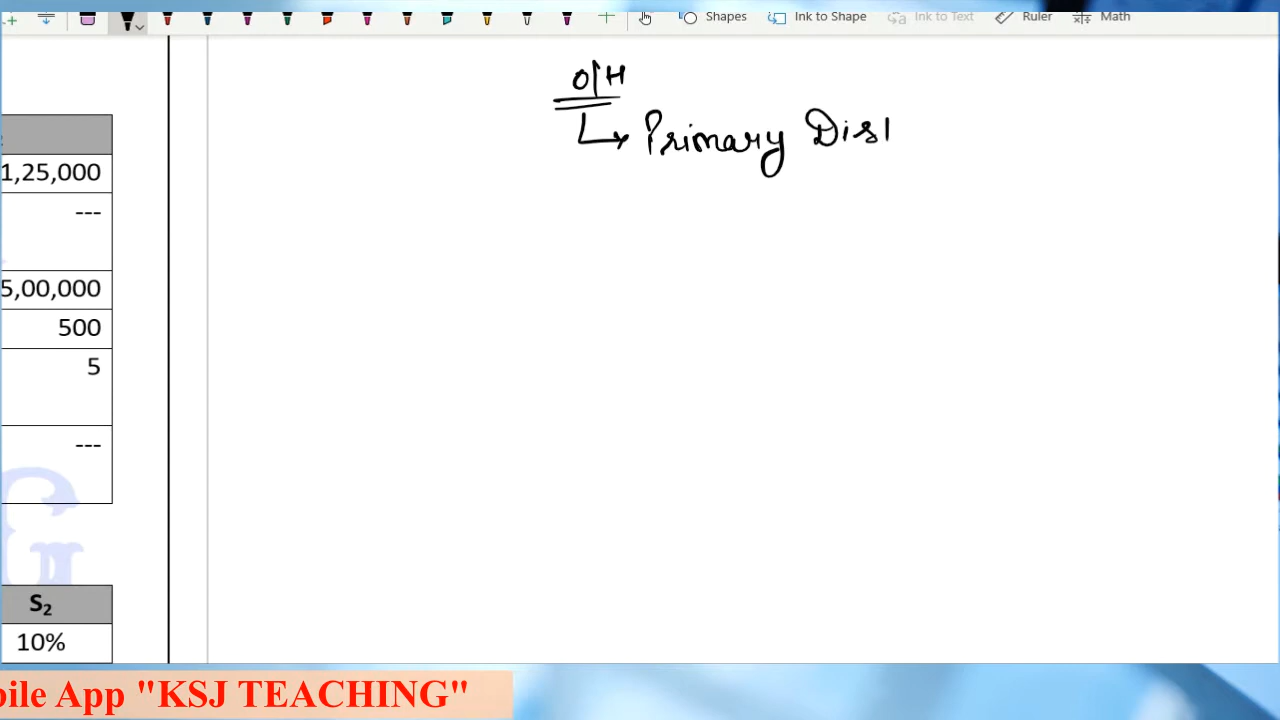 Shapes Ink to Shape Ink to Text Ruler Math
O/H
Primary Dist
1,25,000
---
5,00,000
500
5
---
S₂
10%
bile App "KSJ TEACHING"